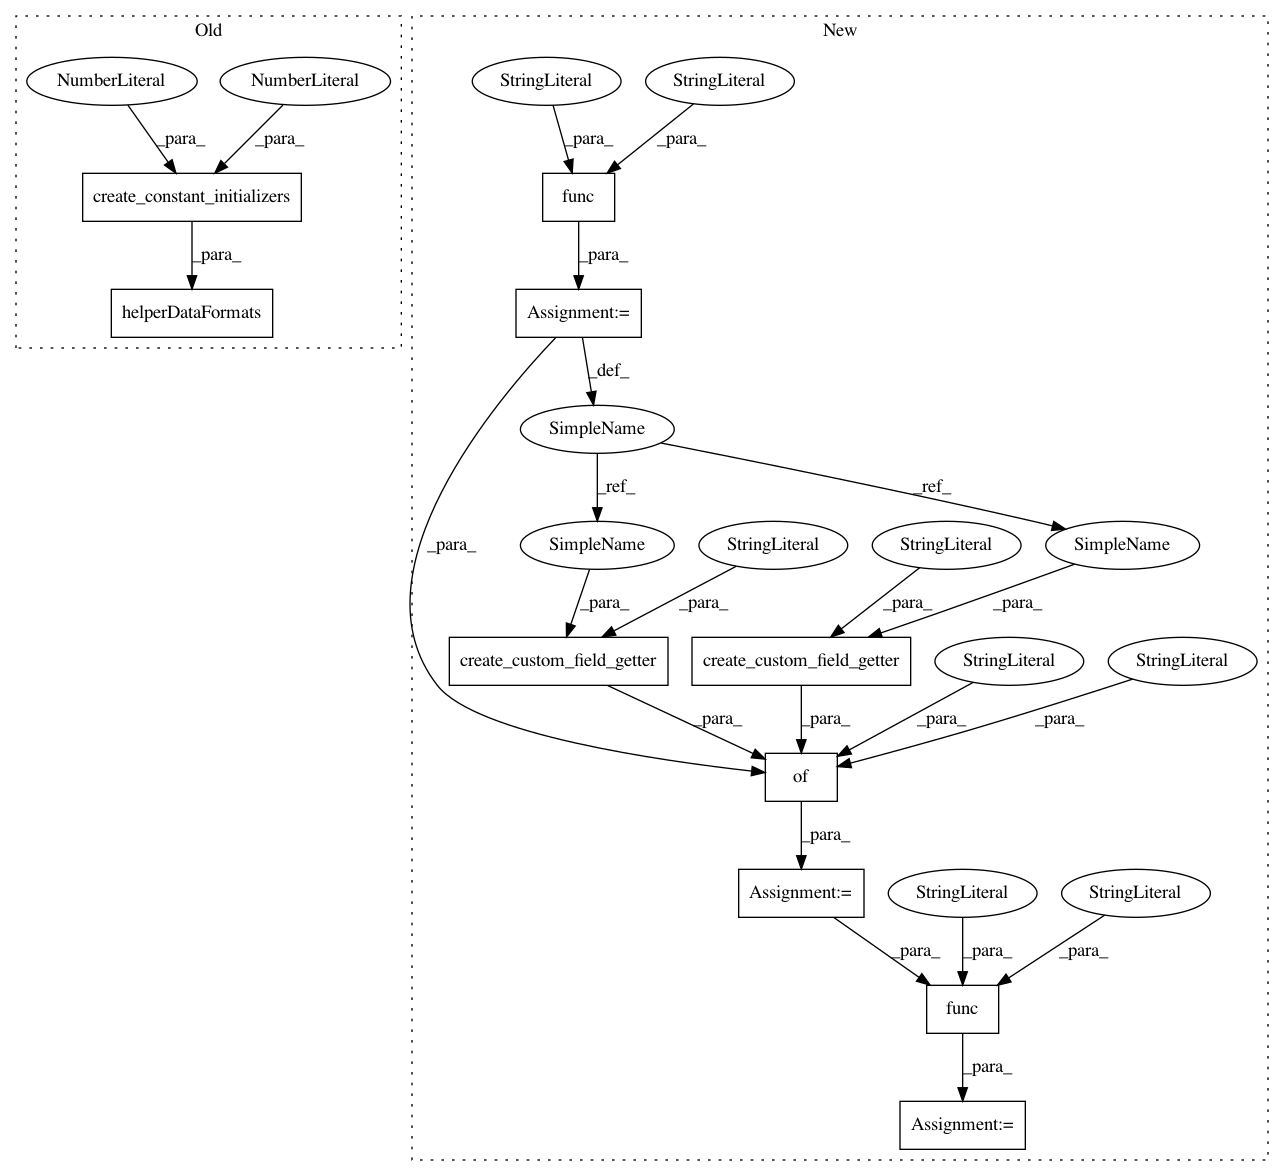 Old
New
NumberLiteral
NumberLiteral
StringLiteral
StringLiteral
_para_
_para_
_para_
_para_
create_constant_initializers
func
_para_
_para_
helperDataFormats
Assignment:=
_def_
SimpleName
_ref_
_ref_
_para_
SimpleName
StringLiteral
StringLiteral
SimpleName
_para_
_para_
_para_
_para_
create_custom_field_getter
create_custom_field_getter
StringLiteral
StringLiteral
_para_
_para_
_para_
_para_
of
_para_
Assignment:=
StringLiteral
StringLiteral
_para_
_para_
_para_
func
_para_
Assignment:=